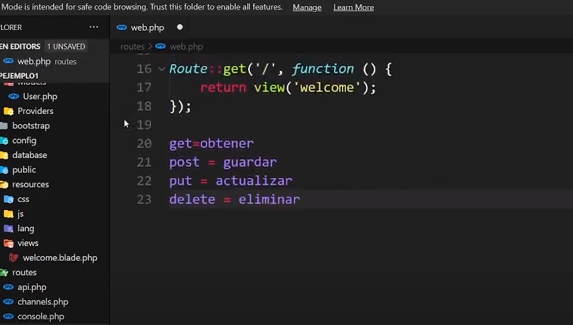 Mode is intended for safe code browsing. Trust this folder to enable all features. Manage Learn More
PLORER ...
web.php
EN EDITORS 1 UNSAVED
web.php routes
PEJEMPLO1
User.php
Providers
bootstrap
config
database
public
resources
css
js
lang
views
welcome.blade.php
routes
api.php
channels.php
console.php
routes > web.php
16 Route::get('/', function () {
17 return view('welcome');
18 });
19
20 get=obtener
21 post = guardar
22 put = actualizar
23 delete = eliminar